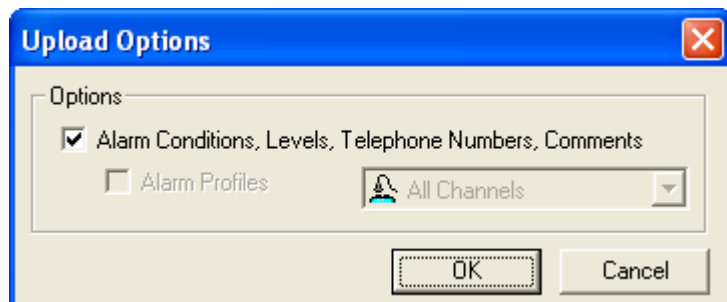 Upload Options
Options
Alarm Conditions, Levels, Telephone Numbers, Comments
Alarm Profiles
All Channels
OK
Cancel